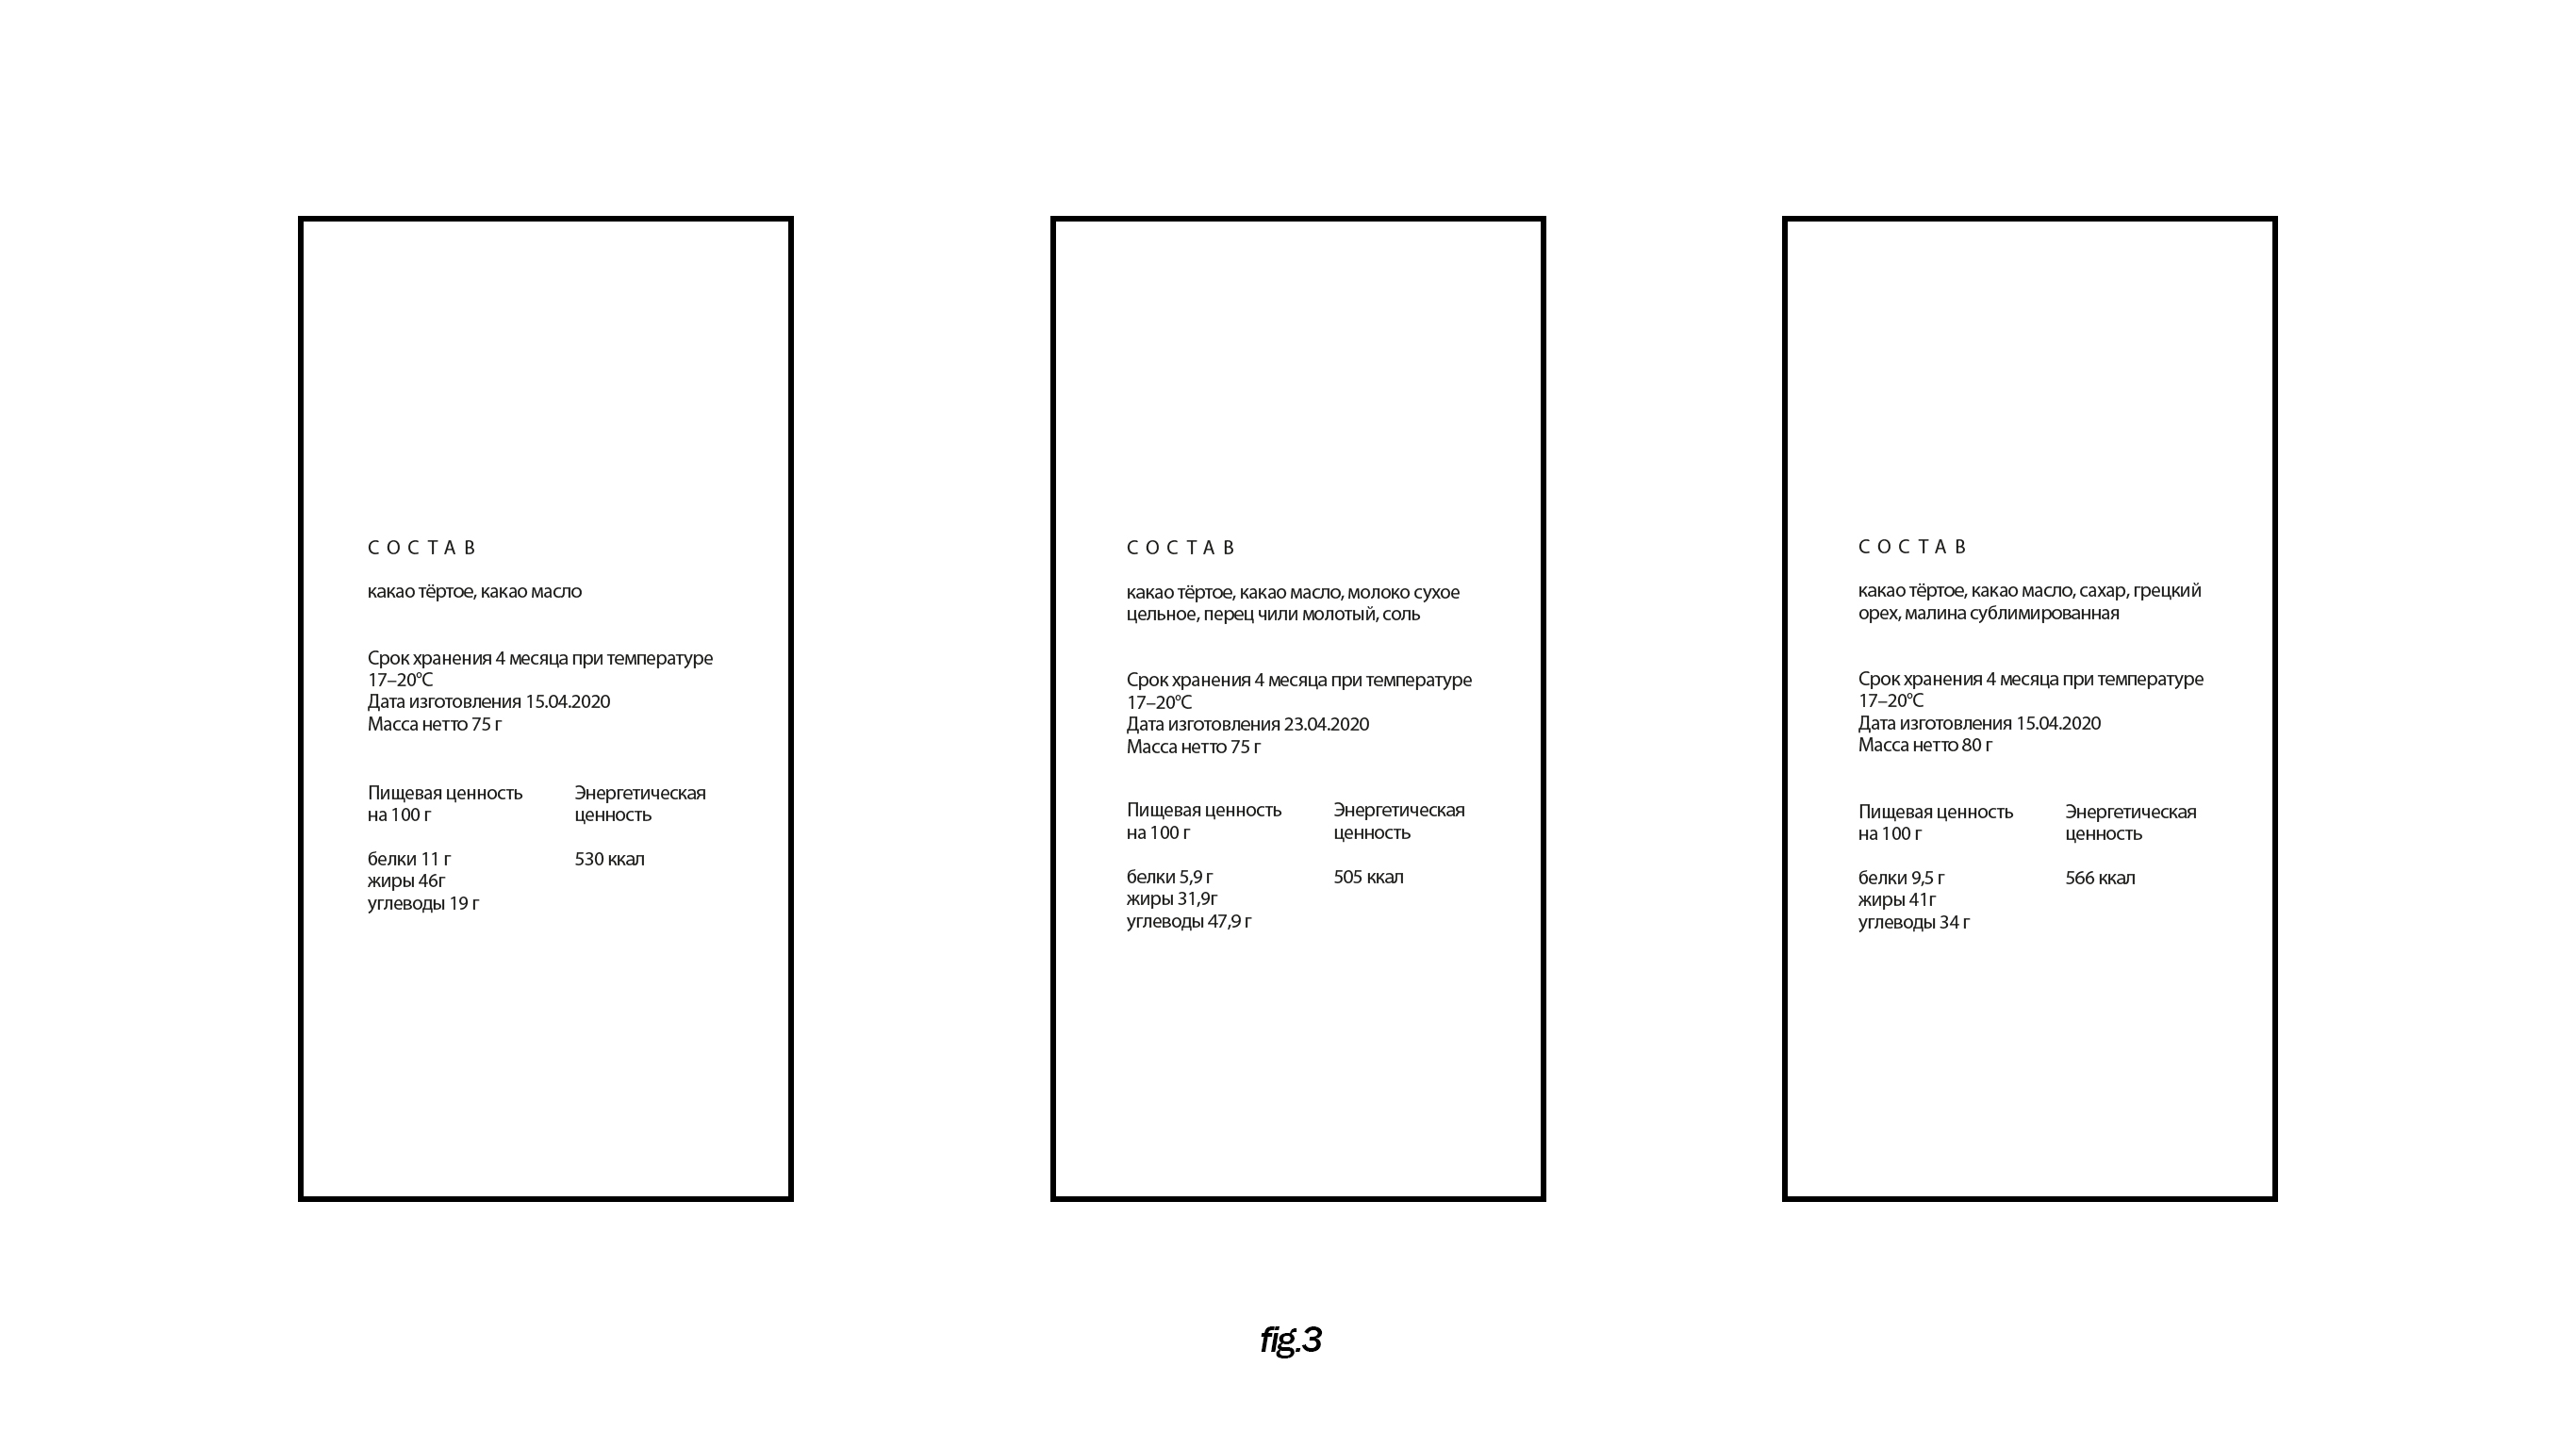 СОСТАВ
какао тёртое, какао масло
Срок хранения 4 месяца при температуре
17–20°C
Дата изготовления 15.04.2020
Масса нетто 75 г
Пищевая ценность
на 100 г
белки 11 г
жиры 46г
углеводы 19 г
Энергетическая
ценность
530 ккал
СОСТАВ
какао тёртое, какао масло, молоко сухое
цельное, перец чили молотый, соль
Срок хранения 4 месяца при температуре
17–20°C
Дата изготовления 23.04.2020
Масса нетто 75 г
Пищевая ценность
на 100 г
белки 5,9 г
жиры 31,9г
углеводы 47,9 г
Энергетическая
ценность
505 ккал
СОСТАВ
какао тёртое, какао масло, сахар, грецкий
орех, малина сублимированная
Срок хранения 4 месяца при температуре
17–20°C
Дата изготовления 15.04.2020
Масса нетто 80 г
Пищевая ценность
на 100 г
белки 9,5 г
жиры 41г
углеводы 34 г
Энергетическая
ценность
566 ккал
fig.3